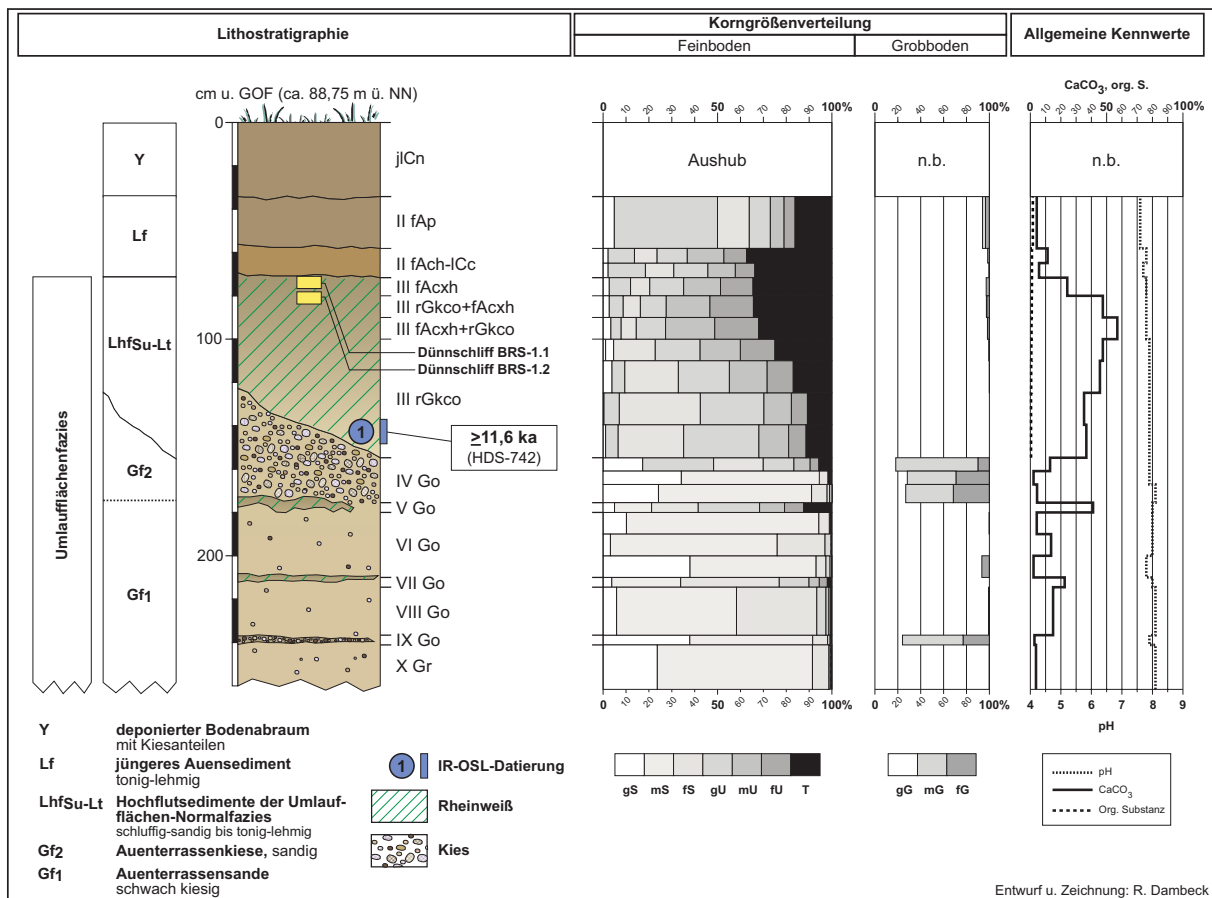 Lithostratigraphie
Korngrößenverteilung
Feinboden
Grobboden
Allgemeine Kennwerte
cm u. GOF (ca. 88,75 m ü. NN)
CaCO3, org. S.
0 10 20 30 40 50 60 70 80 90 100%
0 20 40 60 80 100%
0 10 20 30 40 50 60 70 80 90 100%
0
100
200
Umlaufflächenfazies
Y
Lf
LhfSu-Lt
Gf2
Gf1
jlCn
II fAp
II fAch-lCc
III fAcxh
III rGkco+fAcxh
III fAcxh+rGkco
Dünnschliff BRS-1.1
Dünnschliff BRS-1.2
III rGkco
1
≥11,6 ka
(HDS-742)
IV Go
V Go
VI Go
VII Go
VIII Go
IX Go
X Gr
Aushub
n.b.
n.b.
0 10 20 30 40 50 60 70 80 90 100%
0 20 40 60 80 100%
4 5 6 7 8 9
pH
Y deponierter Bodenabraum
mit Kiesanteilen
Lf jüngeres Auensediment
tonig-lehmig
LhfSu-Lt Hochflutsedimente der Umlauf-
flächen-Normalfazies
schluffig-sandig bis tonig-lehmig
Gf2 Auenterrassenkiese, sandig
Gf1 Auenterrassensande
schwach kiesig
1 IR-OSL-Datierung
Rheinweiß
Kies
gS mS fS gU mU fU T
gG mG fG
pH
CaCO3
Org. Substanz
Entwurf u. Zeichnung: R. Dambeck